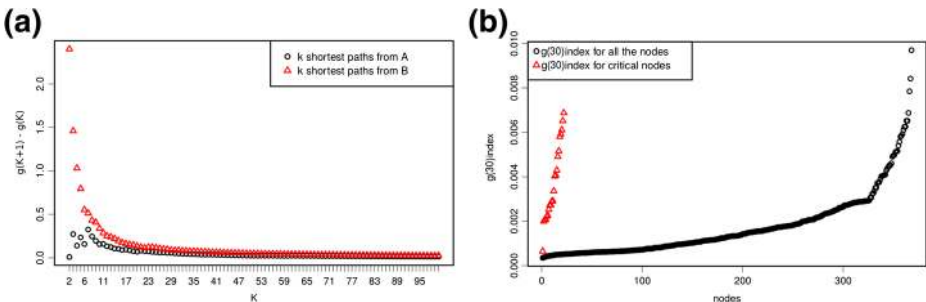 (a)
k shortest paths from A
k shortest paths from B
g(K+1) - g(K)
2.0
1.5
1.0
0.5
0.0
2 6 11 17 23 29 35 41 47 53 59 65 71 77 83 89 95
K
(b)
g(30)index for all the nodes
g(30)index for critical nodes
g(30)index
0.010
0.008
0.006
0.004
0.002
0.000
0 100 200 300
nodes